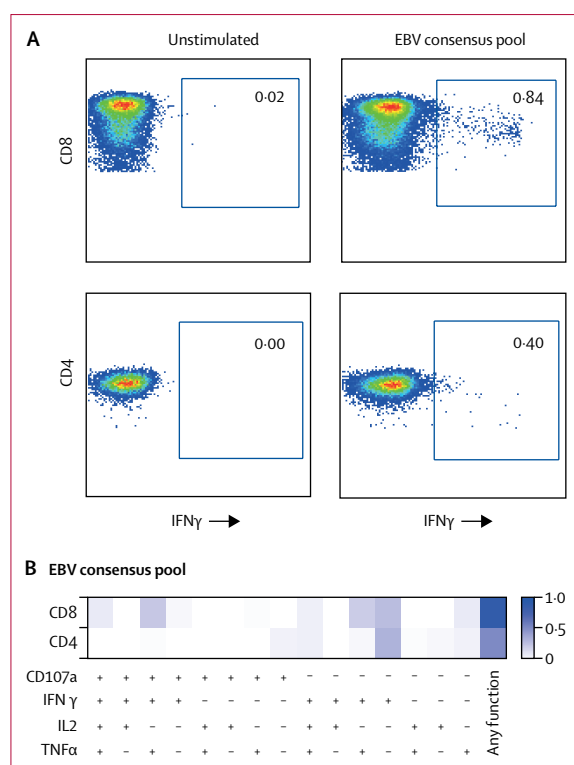 A
Unstimulated EBV consensus pool
CD8
0·02
0·84
CD4
0·00
0·40
IFNγ IFNγ
B EBV consensus pool
CD8
CD4
1·0
0·5
0
CD107a + + + + + + + + – – – – – – –
IFN γ + + + + – – – – + + + + – – –
IL2 + + – – + + – – + + – – + + –
TNFα + – + – + – + – + – + – + – +
Any function